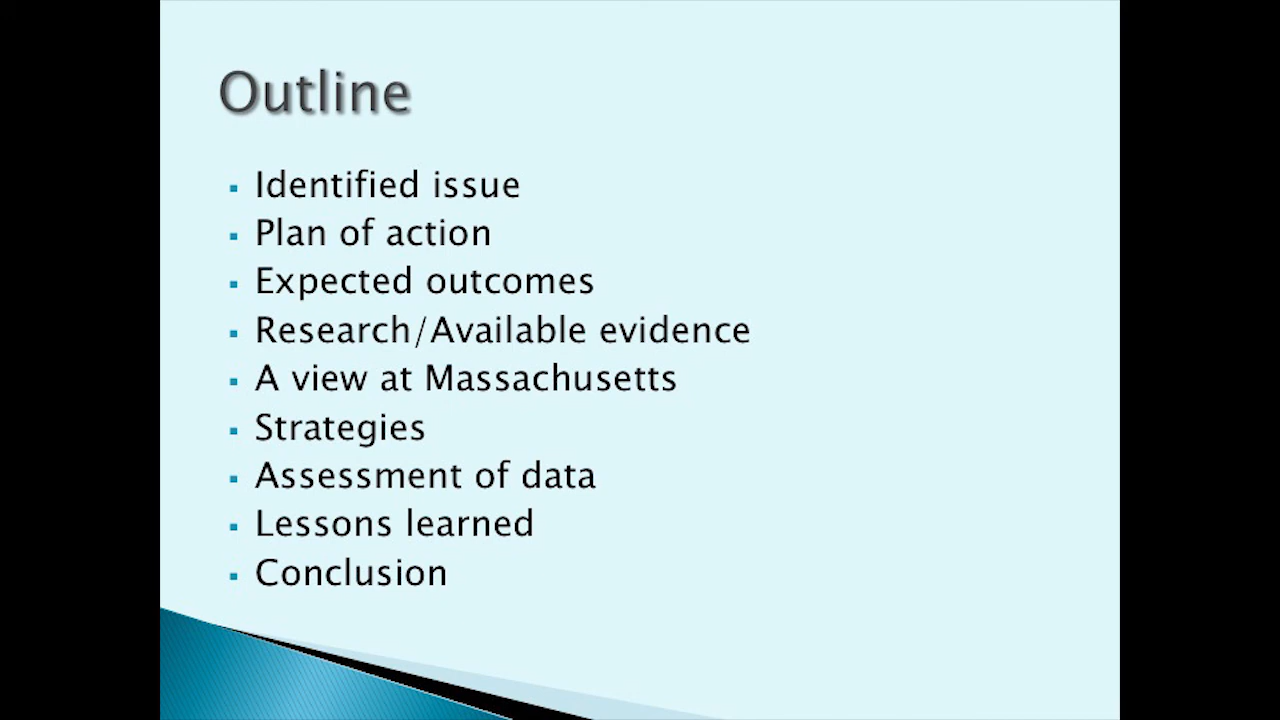 Outline
Identified issue
Plan of action
Expected outcomes
Research/Available evidence
A view at Massachusetts
Strategies
Assessment of data
Lessons learned
Conclusion